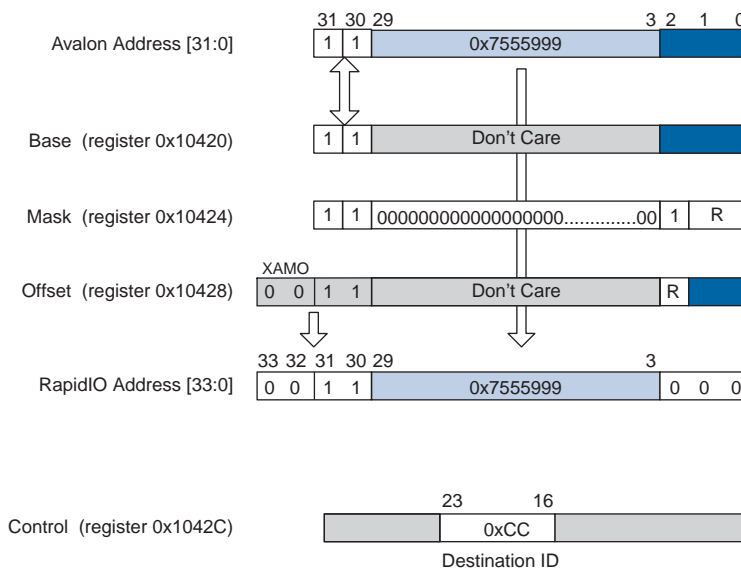 31 30 29 3 2 1 0
Avalon Address [31:0] 1 1 0x7555999
Base (register 0x10420) 1 1 Don't Care
Mask (register 0x10424) 1 1 000000000000000000.............00 1 R
XAMO
Offset (register 0x10428) 0 0 1 1 Don't Care R
33 32 31 30 29 3
RapidIO Address [33:0] 0 0 1 1 0x7555999 0 0 0
23 16
Control (register 0x1042C) 0xCC
Destination ID